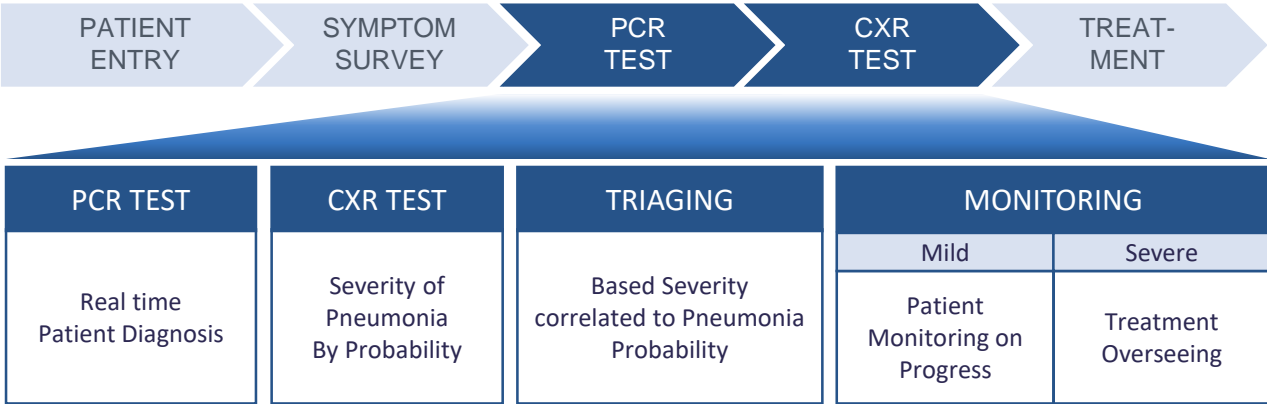 PATIENT
ENTRY
SYMPTOM
SURVEY
PCR
TEST
CXR
TEST
TREAT-
MENT
PCR TEST
Real time
Patient Diagnosis
CXR TEST
Severity of
Pneumonia
By Probability
TRIAGING
Based Severity
correlated to Pneumonia
Probability
MONITORING
Mild
Patient
Monitoring on
Progress
Severe
Treatment
Overseeing